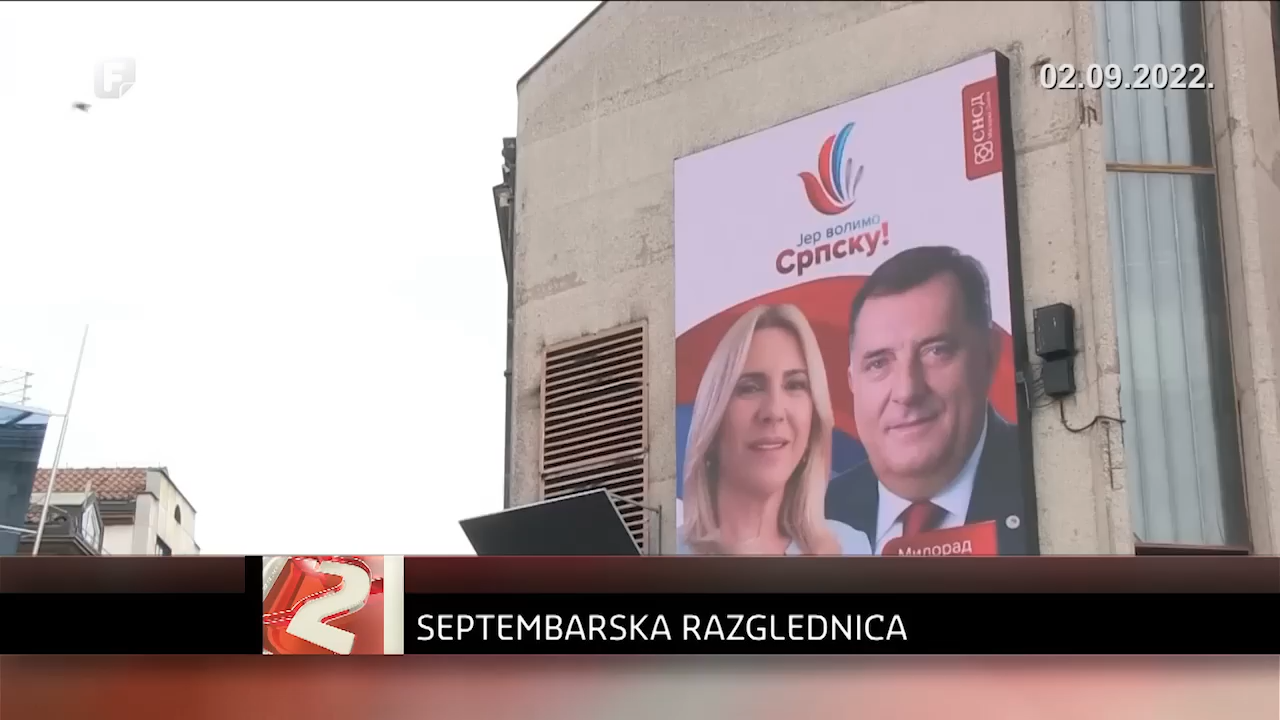 F
02.09.2022.
СНСД
Јер волимо
Српску!
Милорад
2
SEPTEMBARSKA RAZGLEDNICA